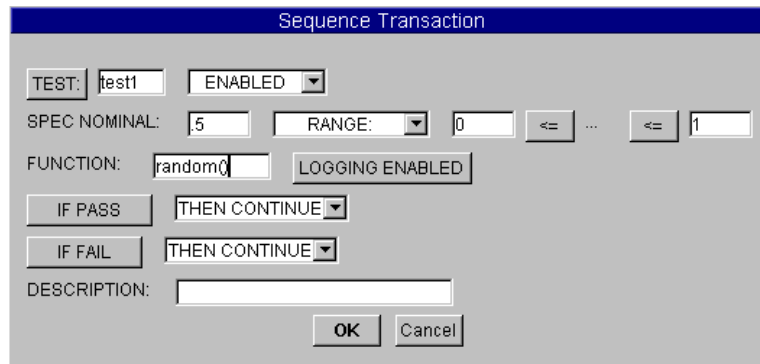 Sequence Transaction
TEST: test1 ENABLED
SPEC NOMINAL: .5 RANGE: 0 <= ... <= 1
FUNCTION: random() LOGGING ENABLED
IF PASS THEN CONTINUE
IF FAIL THEN CONTINUE
DESCRIPTION:
OK Cancel